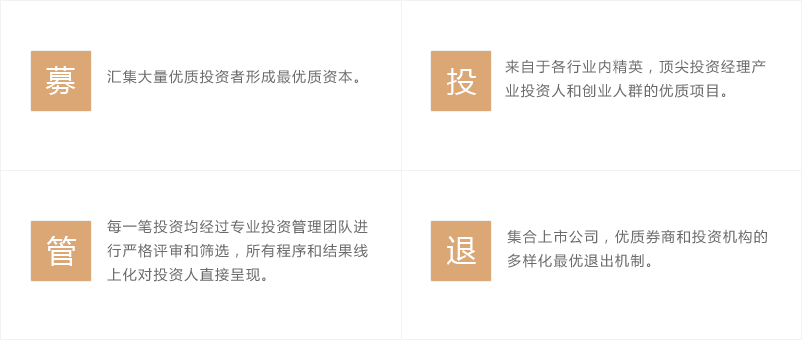 募
汇集大量优质投资者形成最优质资本。
投
来自于各行业内精英，顶尖投资经理产
业投资人和创业人群的优质项目。
管
每一笔投资均经过专业投资管理团队进
行严格评审和筛选，所有程序和结果线
上化对投资人直接呈现。
退
集合上市公司，优质券商和投资机构的
多样化最优退出机制。